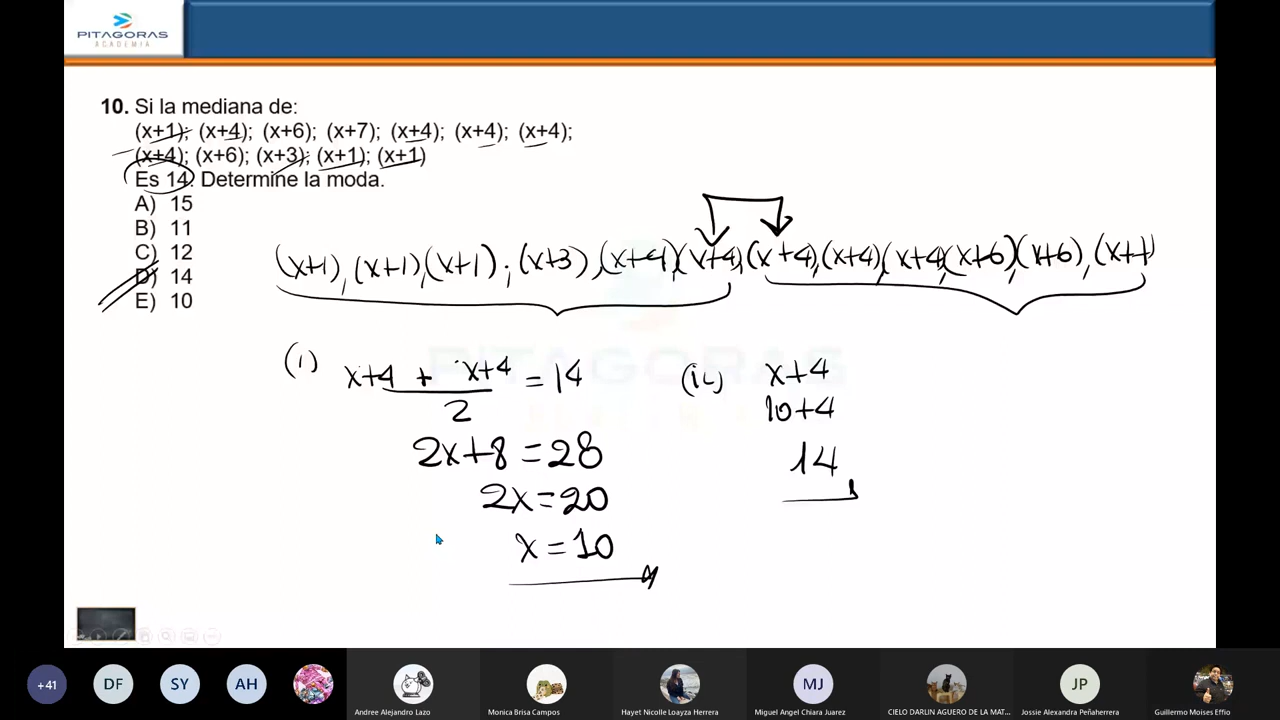 PITAGORAS
ACADEMIA
10. Si la mediana de:
(x+1); (x+4); (x+6); (x+7); (x+4); (x+4); (x+4);
(x+4); (x+6); (x+3); (x+1); (x+1)
Es 14. Determine la moda.
A) 15
B) 11
C) 12
D) 14
E) 10
(x+1), (x+1), (x+1), (x+3), (x+4), (x+4), (x+4), (x+4), (x+4), (x+6), (x+6), (x+7)
(i) x+4 + x+4 = 14
2
2x+8 = 28
2x = 20
x = 10
(ii) x+4
10+4
14
PITAGORAS
+41 DF SY AH MJ JP
Andree Alejandro Lazo Monica Brisa Campos Hayet Nicolle Loayza Herrera Miguel Angel Chiara Juarez CIELO DARLIN AGUERO DE LA MAT... Jossie Alexandra Peñaherrera Guillermo Moises Effio